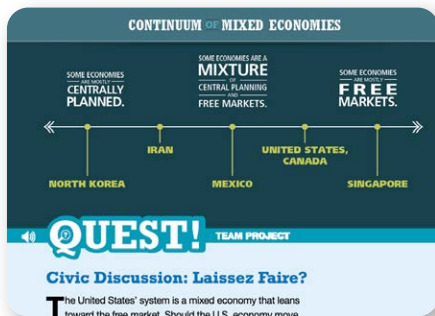 CONTINUUM OF MIXED ECONOMIES
SOME ECONOMIES
ARE MOSTLY
CENTRALLY
PLANNED.
SOME ECONOMIES ARE A
MIXTURE
OF
CENTRAL PLANNING
AND
FREE MARKETS.
SOME ECONOMIES
ARE MOSTLY
FREE
MARKETS.
IRAN
UNITED STATES,
CANADA
NORTH KOREA
MEXICO
SINGAPORE
QUEST! TEAM PROJECT
Civic Discussion: Laissez Faire?
The United States' system is a mixed economy that leans
toward the free market. Should the U.S. economy move